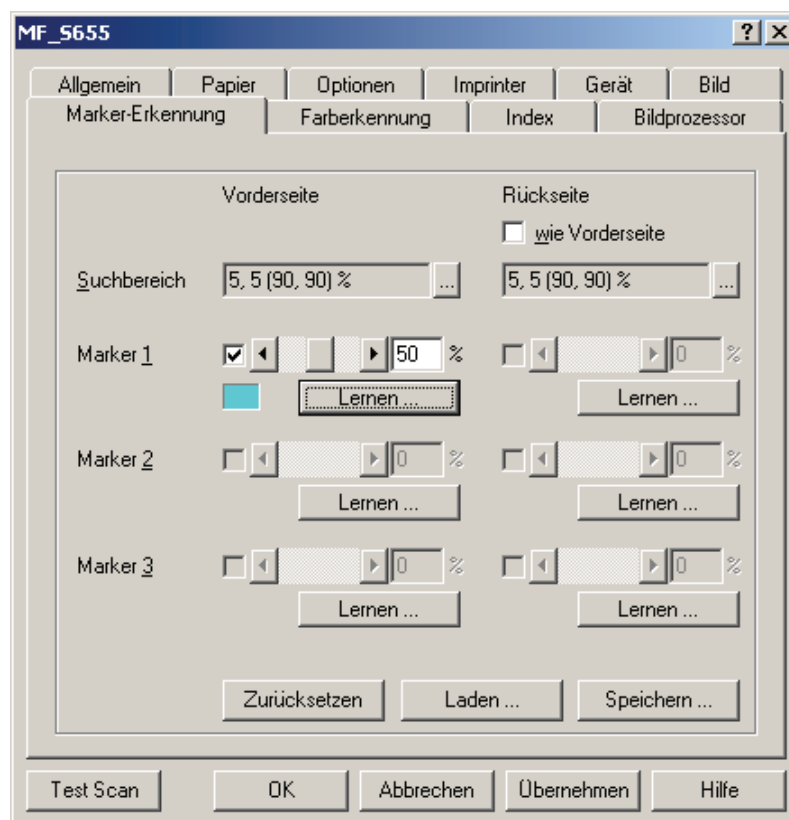 MF_S655
Allgemein Papier Optionen Imprinter Gerät Bild
Marker-Erkennung Farberkennung Index Bildprozessor
Vorderseite Rückseite
wie Vorderseite
Suchbereich 5, 5 (90, 90) % ... 5, 5 (90, 90) % ...
Marker 1 50 % 0 %
Lernen ... Lernen ...
Marker 2 0 % 0 %
Lernen ... Lernen ...
Marker 3 0 % 0 %
Lernen ... Lernen ...
Zurücksetzen Laden ... Speichern ...
Test Scan OK Abbrechen Übernehmen Hilfe